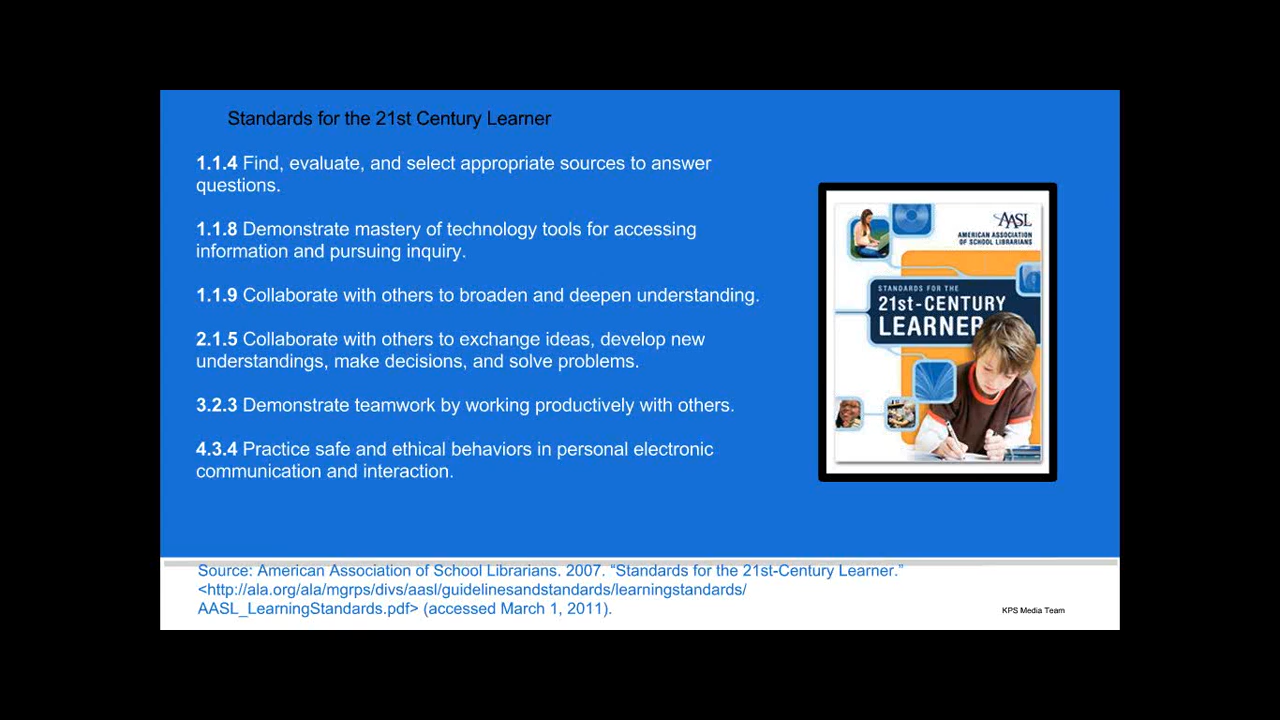 Standards for the 21st Century Learner
1.1.4 Find, evaluate, and select appropriate sources to answer
questions.
1.1.8 Demonstrate mastery of technology tools for accessing
information and pursuing inquiry.
1.1.9 Collaborate with others to broaden and deepen understanding.
2.1.5 Collaborate with others to exchange ideas, develop new
understandings, make decisions, and solve problems.
3.2.3 Demonstrate teamwork by working productively with others.
4.3.4 Practice safe and ethical behaviors in personal electronic
communication and interaction.
AASL
AMERICAN ASSOCIATION
OF SCHOOL LIBRARIANS
STANDARDS FOR THE
21st-CENTURY
LEARNER
Source: American Association of School Librarians. 2007. “Standards for the 21st-Century Learner.”
<http://ala.org/ala/mgrps/divs/aasl/guidelinesandstandards/learningstandards/
AASL_LearningStandards.pdf> (accessed March 1, 2011).
KPS Media Team